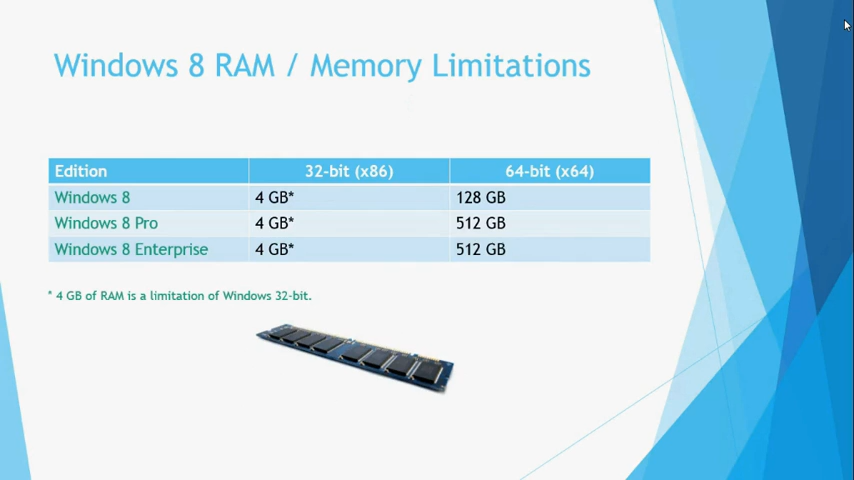 Windows 8 RAM / Memory Limitations
Edition 32-bit (x86) 64-bit (x64)
Windows 8 4 GB* 128 GB
Windows 8 Pro 4 GB* 512 GB
Windows 8 Enterprise 4 GB* 512 GB
* 4 GB of RAM is a limitation of Windows 32-bit.